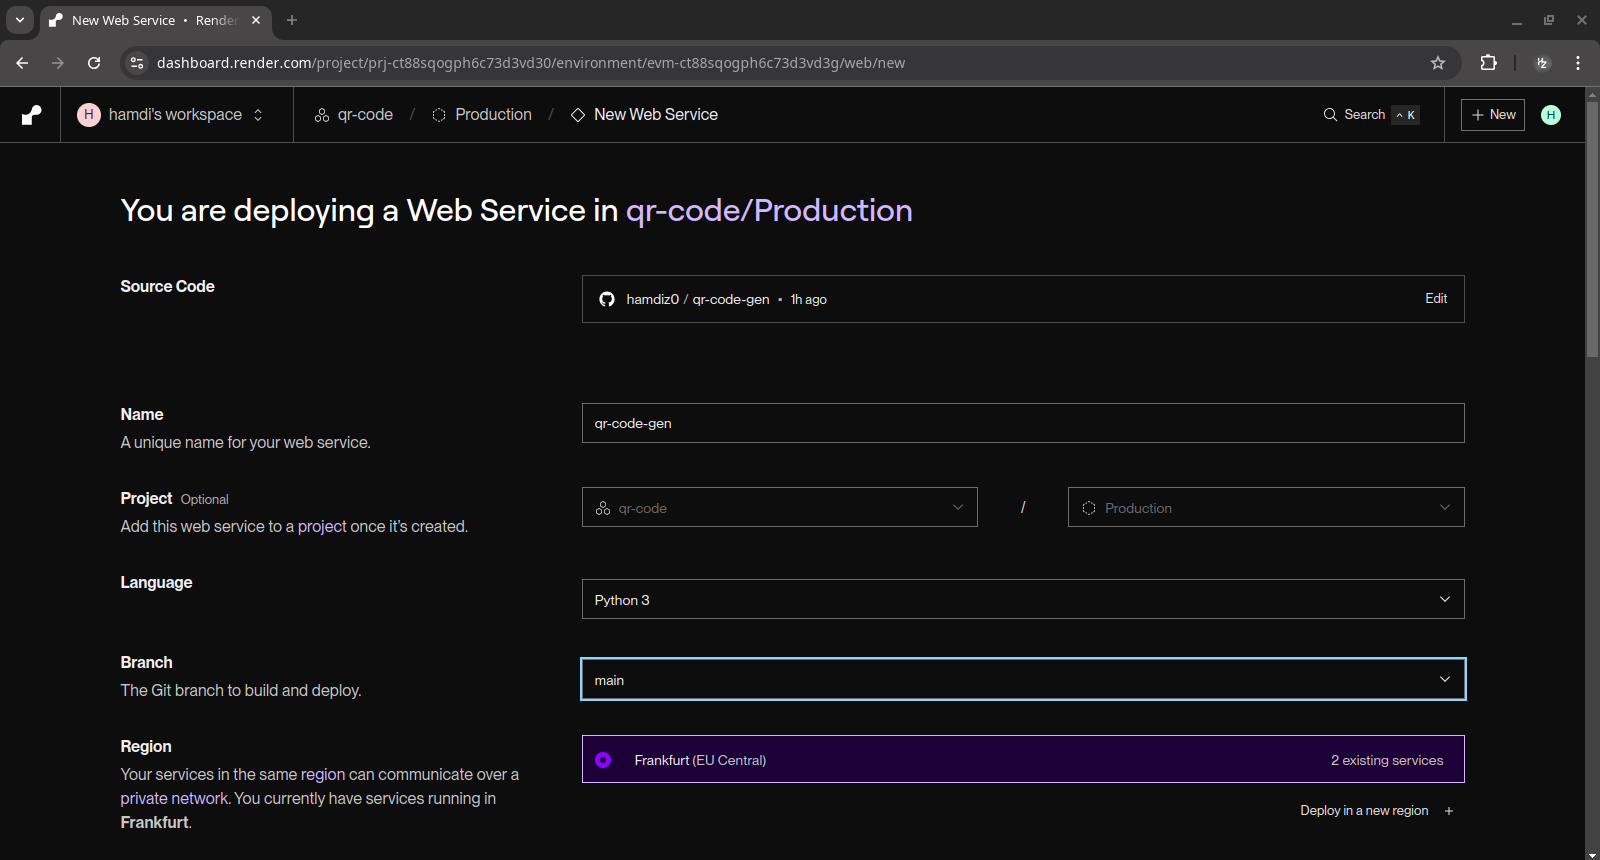 New Web Service • Render
dashboard.render.com/project/prj-ct88sqogph6c73d3vd30/environment/evm-ct88sqogph6c73d3vd3g/web/new
H hamdi's workspace qr-code / Production / New Web Service Search ^ K + New H
You are deploying a Web Service in qr-code/Production
Source Code
hamdiz0 / qr-code-gen • 1h ago Edit
Name
A unique name for your web service.
qr-code-gen
Project Optional
Add this web service to a project once it's created.
qr-code / Production
Language
Python 3
Branch
The Git branch to build and deploy.
main
Region
Your services in the same region can communicate over a
private network. You currently have services running in
Frankfurt.
Frankfurt (EU Central) 2 existing services
Deploy in a new region +